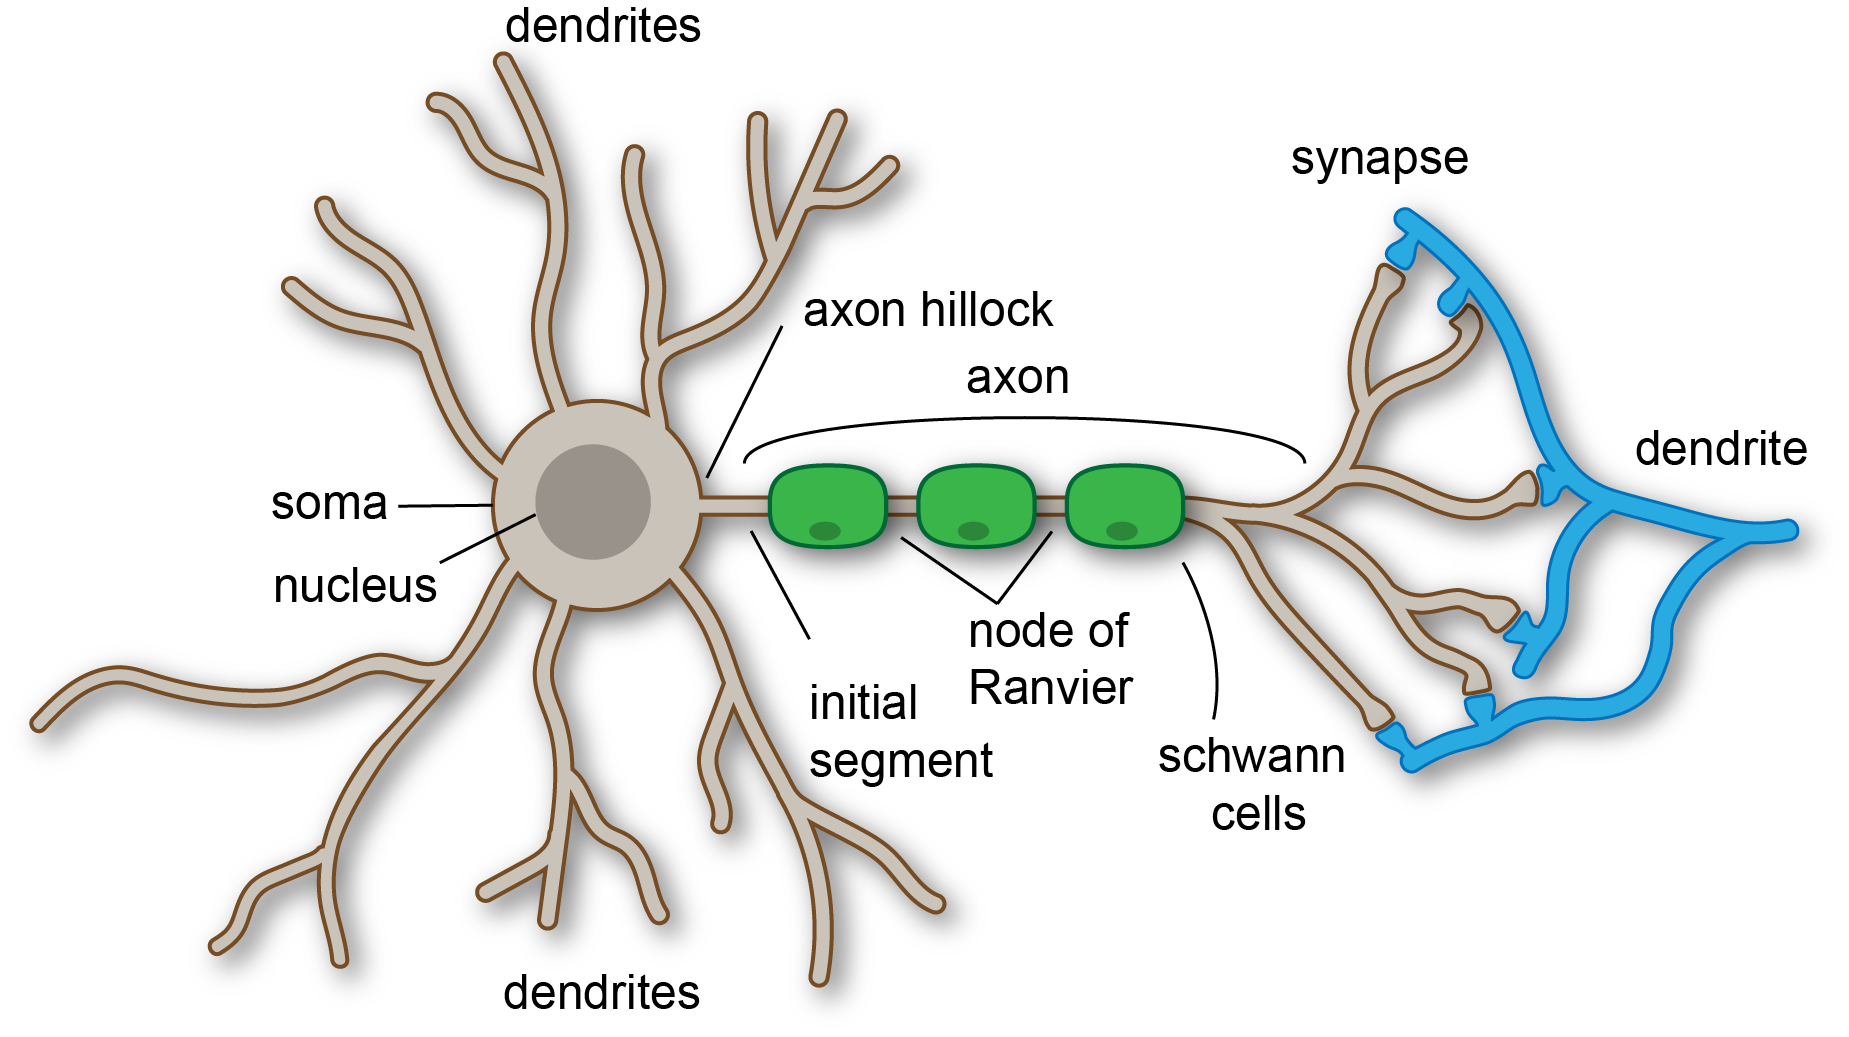 dendrites
synapse
axon hillock
axon
dendrite
soma
nucleus
node of
Ranvier
initial
segment
schwann
cells
dendrites